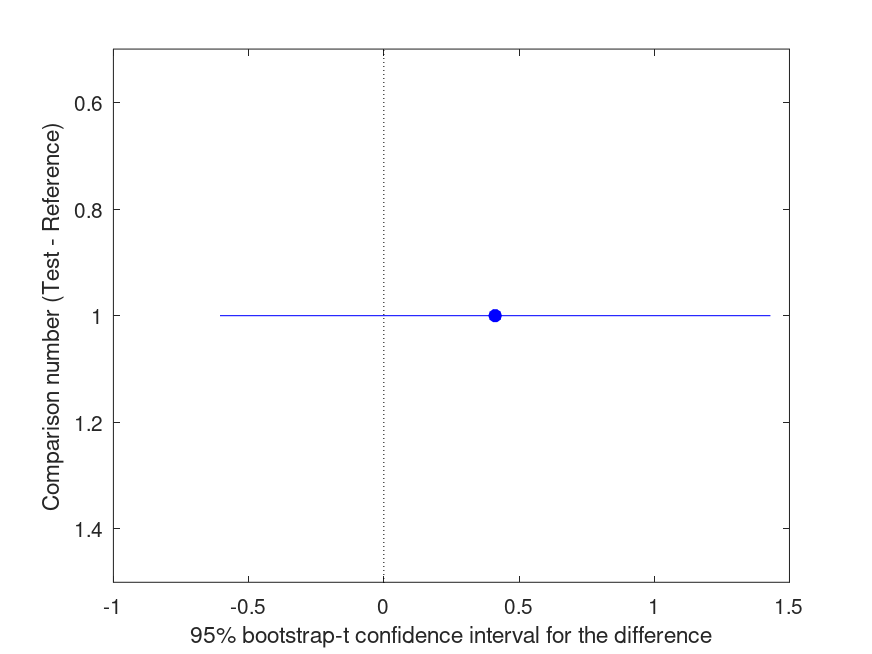 Comparison number (Test - Reference)
0.6
0.8
1
1.2
1.4
-1 -0.5 0 0.5 1 1.5
95% bootstrap-t confidence interval for the difference